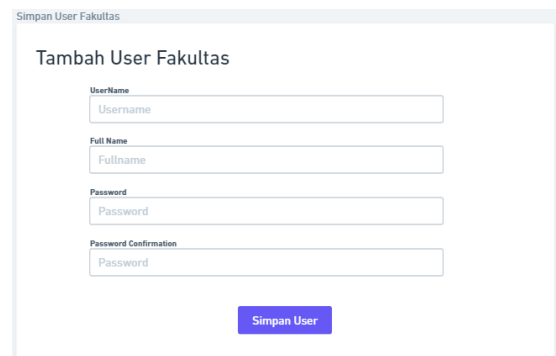 Simpan User Fakultas
Tambah User Fakultas
UserName
Username
Full Name
Fullname
Password
Password
Password Confirmation
Password
Simpan User